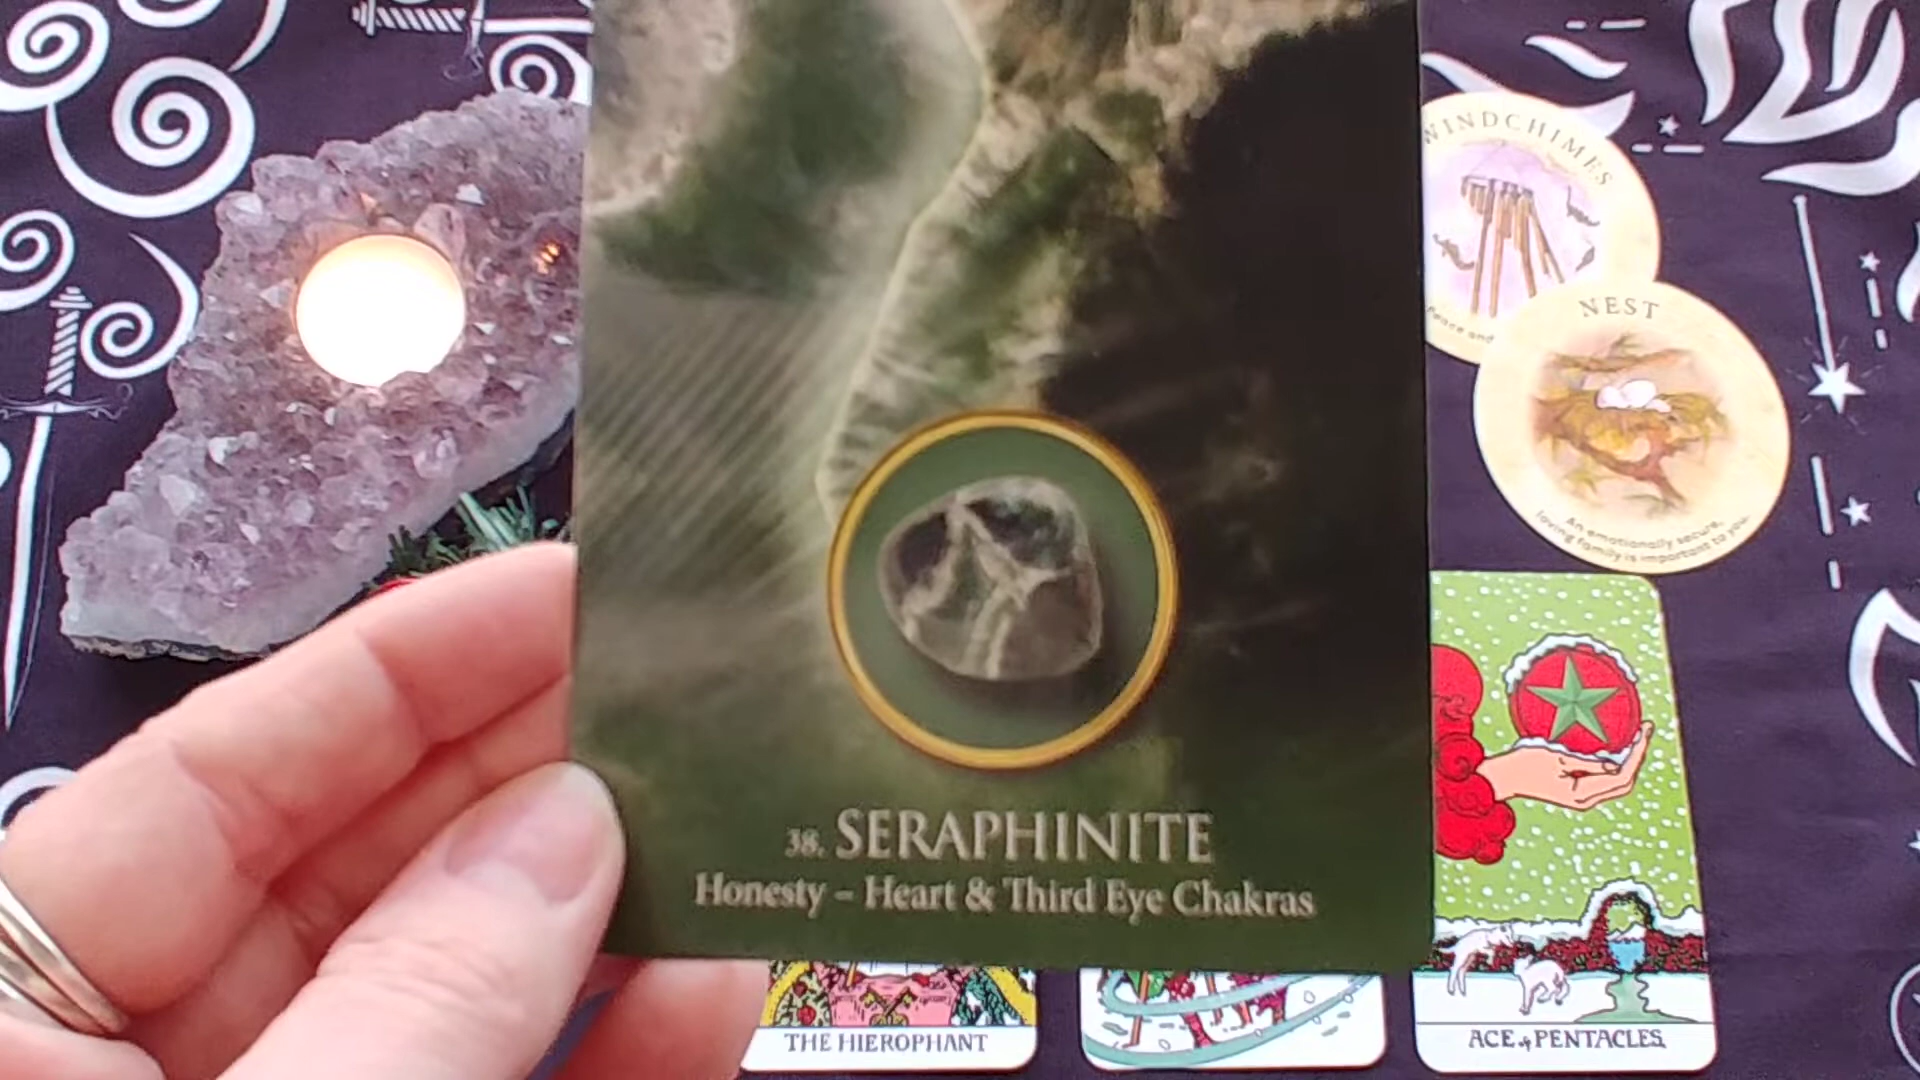 WINDCHIMES
Peace and
NEST
An emotionally secure,
loving family is important to you.
38. SERAPHINITE
Honesty – Heart & Third Eye Chakras
THE HIEROPHANT
ACE of PENTACLES